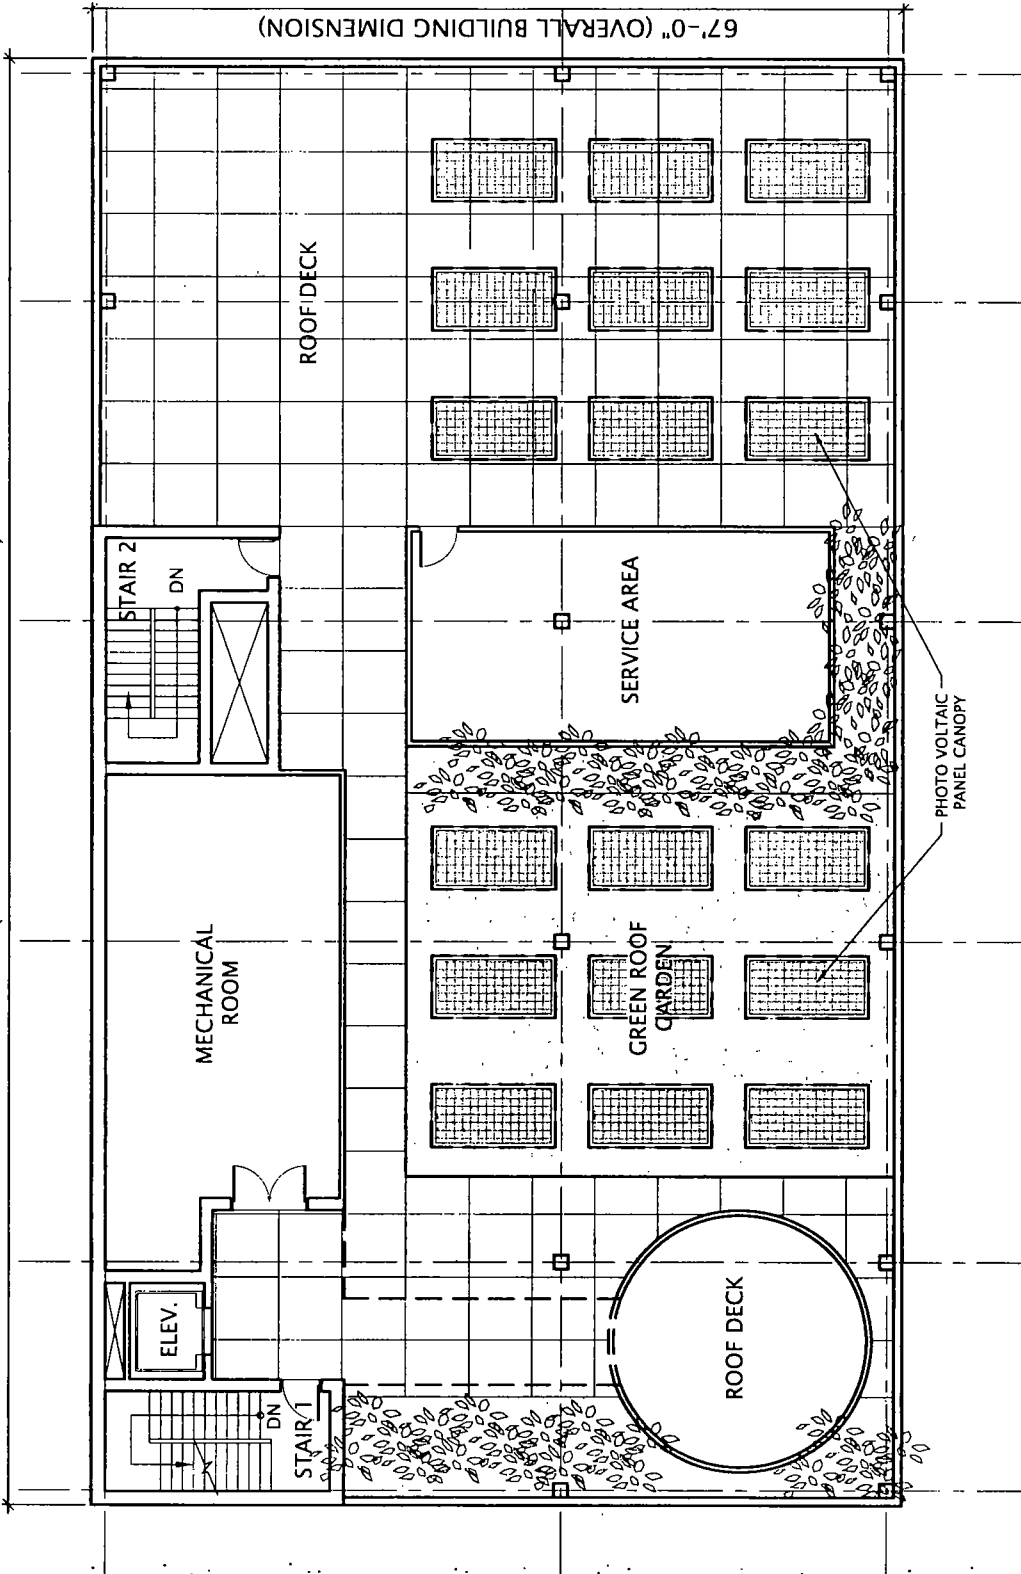 67'-0" (OVERALL BUILDING DIMENSION)
ROOF DECK
STAIR 2
DN
SERVICE AREA
PHOTO VOLTAIC
PANEL CANOPY
MECHANICAL
ROOM
GREEN ROOF
GARDEN
ELEV.
ROOF DECK
DN
STAIR 1